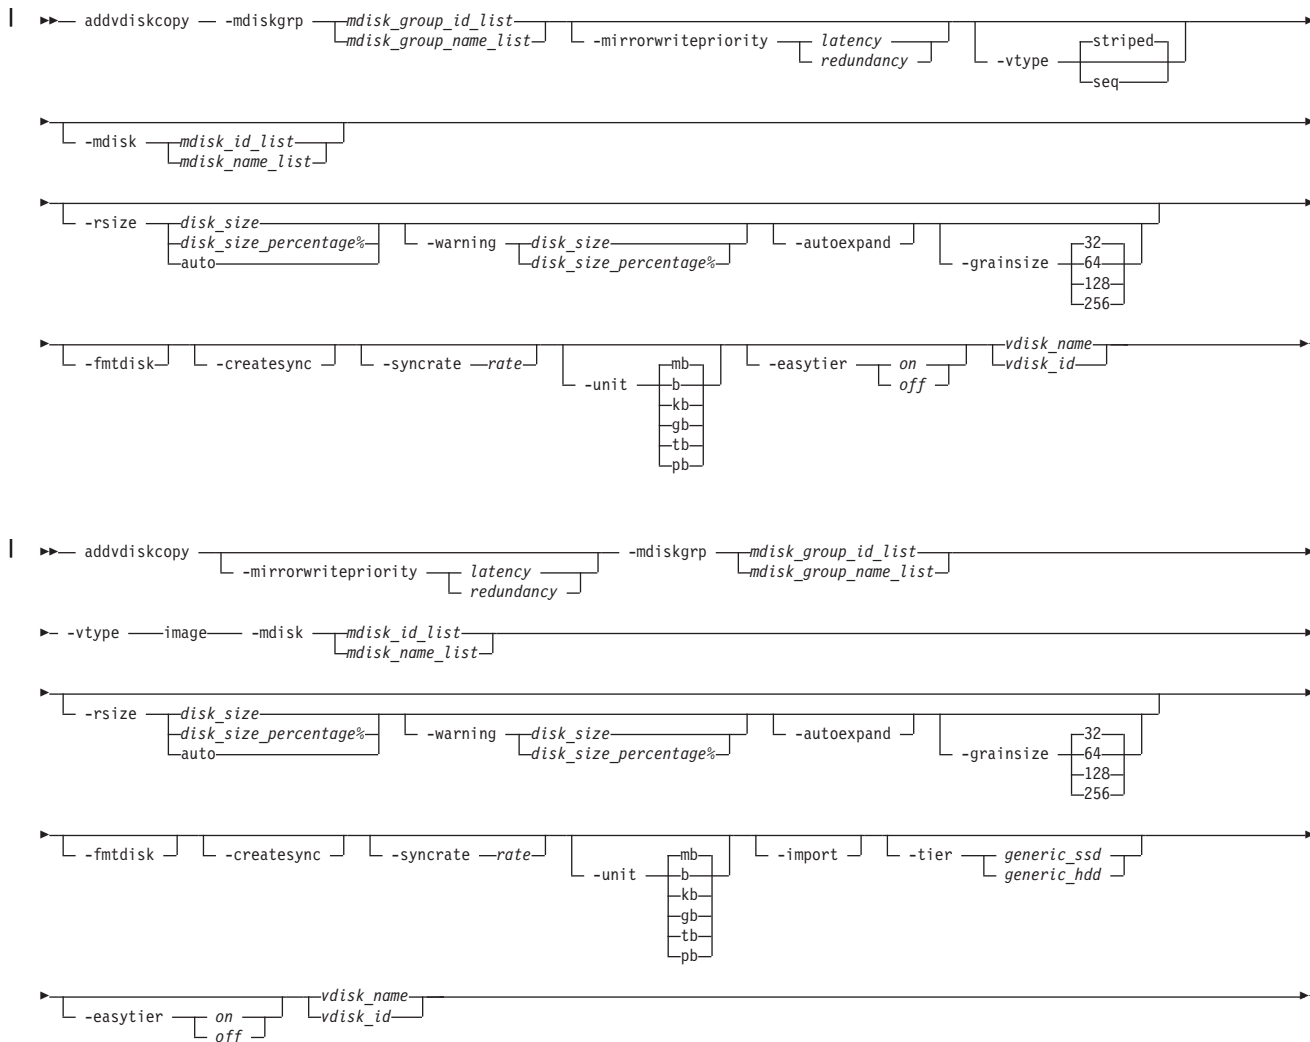 addvdiskcopy -mdiskgrp mdisk_group_id_list -mirrorwritepriority latency -vtype striped
mdisk_group_name_list redundancy seq
-mdisk mdisk_id_list
mdisk_name_list
-rsize disk_size -warning disk_size -autoexpand -grainsize 32
disk_size_percentage% disk_size_percentage% 64
auto 128
256
-fmtdisk -createsync -syncrate rate -unit mb -easytier on vdisk_name
b off vdisk_id
kb
gb
tb
pb
addvdiskcopy -mirrorwritepriority latency -mdiskgrp mdisk_group_id_list
redundancy mdisk_group_name_list
-vtype image -mdisk mdisk_id_list
mdisk_name_list
-rsize disk_size -warning disk_size -autoexpand -grainsize 32
disk_size_percentage% disk_size_percentage% 64
auto 128
256
-fmtdisk -createsync -syncrate rate -unit mb -import -tier generic_ssd
b generic_hdd
kb
gb
tb
pb
-easytier on vdisk_name
off vdisk_id